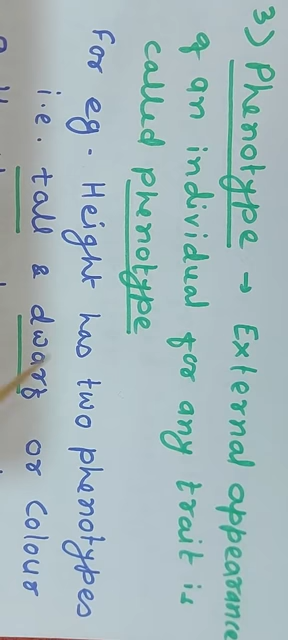 3) Phenotype → External appearance
of an individual for any trait is
called phenotype
For eg. Height has two phenotypes
i.e. tall & dwarf or colour